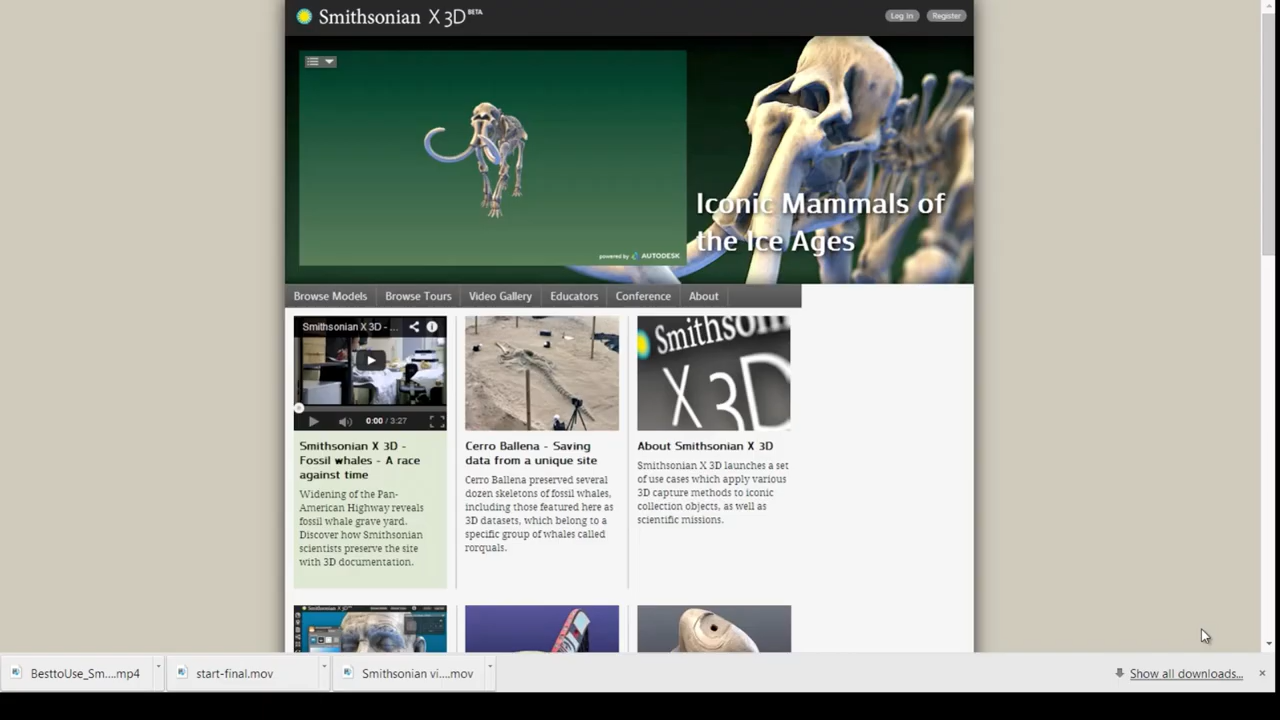 Smithsonian X 3D BETA
Log In
Register
Iconic Mammals of
the Ice Ages
powered by AUTODESK
Browse Models
Browse Tours
Video Gallery
Educators
Conference
About
Smithsonian X 3D - ...
0:00 / 3:27
Smithsonian X 3D -
Fossil whales - A race
against time
Widening of the Pan-
American Highway reveals
fossil whale grave yard.
Discover how Smithsonian
scientists preserve the site
with 3D documentation.
Cerro Ballena - Saving
data from a unique site
Cerro Ballena preserved several
dozen skeletons of fossil whales,
including those featured here as
3D datasets, which belong to a
specific group of whales called
rorquals.
Smithsoni
X 3D
About Smithsonian X 3D
Smithsonian X 3D launches a set
of use cases which apply various
3D capture methods to iconic
collection objects, as well as
scientific missions.
BesttoUse_Sm....mp4
start-final.mov
Smithsonian vi....mov
Show all downloads...